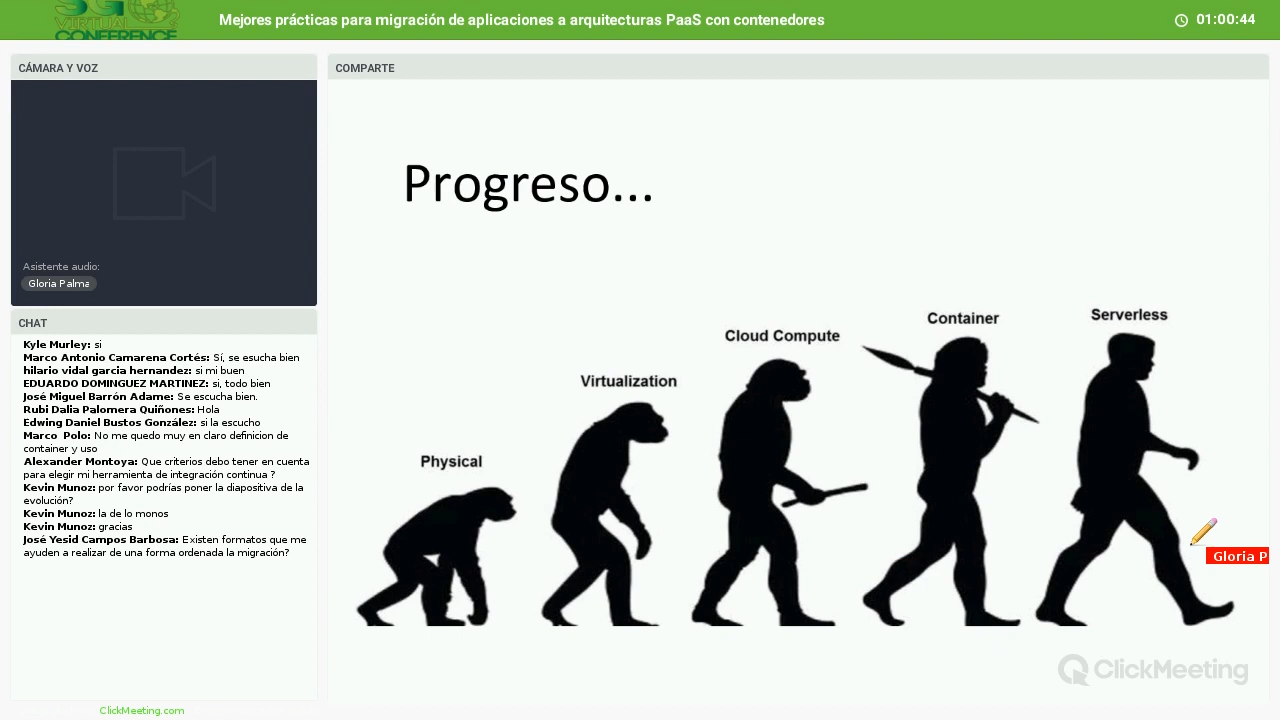 SG
VIRTUAL
CONFERENCE
Mejores prácticas para migración de aplicaciones a arquitecturas PaaS con contenedores
01:00:44
CÁMARA Y VOZ
Asistente audio:
Gloria Palma
CHAT
Kyle Murley: si
Marco Antonio Camarena Cortés: Sí, se escucha bien
hilario vidal garcia hernandez: si mi buen
EDUARDO DOMINGUEZ MARTINEZ: si, todo bien
José Miguel Barrón Adame: Se escucha bien.
Rubi Dalia Palomera Quiñones: Hola
Edwing Daniel Bustos González: si la escucho
Marco Polo: No me quedo muy en claro definicion de
container y uso
Alexander Montoya: Que criterios debo tener en cuenta
para elegir mi herramienta de integración continua ?
Kevin Munoz: por favor podrías poner la diapositiva de la
evolución?
Kevin Munoz: la de lo monos
Kevin Munoz: gracias
José Yesid Campos Barbosa: Existen formatos que me
ayuden a realizar de una forma ordenada la migración?
ClickMeeting.com
COMPARTE
Progreso...
Physical
Virtualization
Cloud Compute
Container
Serverless
Gloria P
ClickMeeting